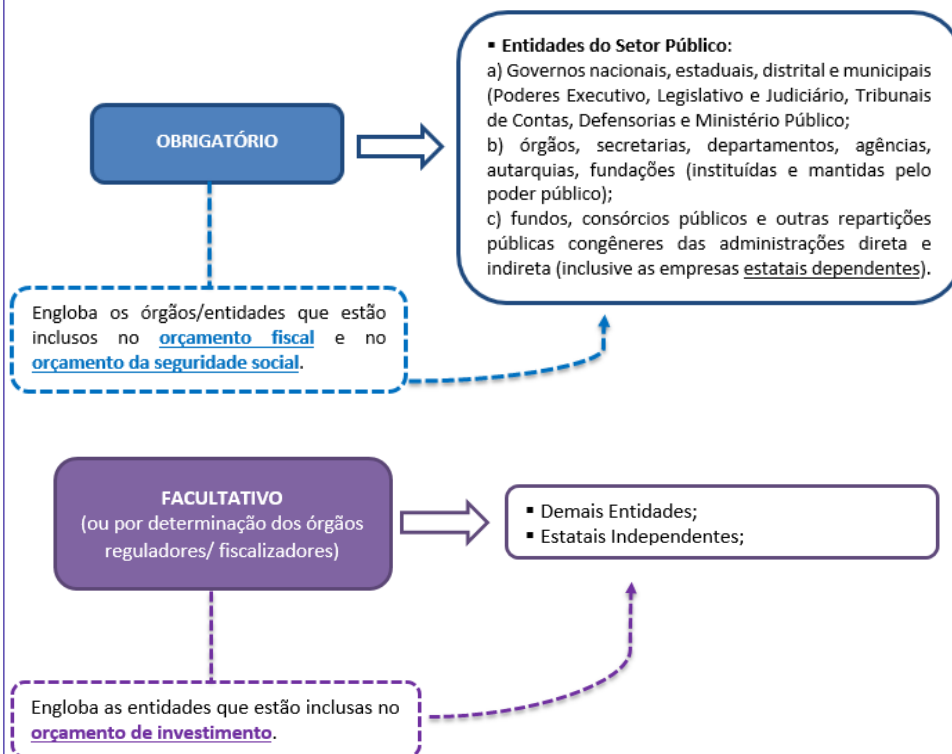 OBRIGATÓRIO
▪ Entidades do Setor Público:
a) Governos nacionais, estaduais, distrital e municipais
(Poderes Executivo, Legislativo e Judiciário, Tribunais
de Contas, Defensorias e Ministério Público;
b) órgãos, secretarias, departamentos, agências,
autarquias, fundações (instituídas e mantidas pelo
poder público);
c) fundos, consórcios públicos e outras repartições
públicas congêneres das administrações direta e
indireta (inclusive as empresas estatais dependentes).
Engloba os órgãos/entidades que estão
inclusos no orçamento fiscal e no
orçamento da seguridade social.
FACULTATIVO
(ou por determinação dos órgãos
reguladores/ fiscalizadores)
▪ Demais Entidades;
▪ Estatais Independentes;
Engloba as entidades que estão inclusas no
orçamento de investimento.